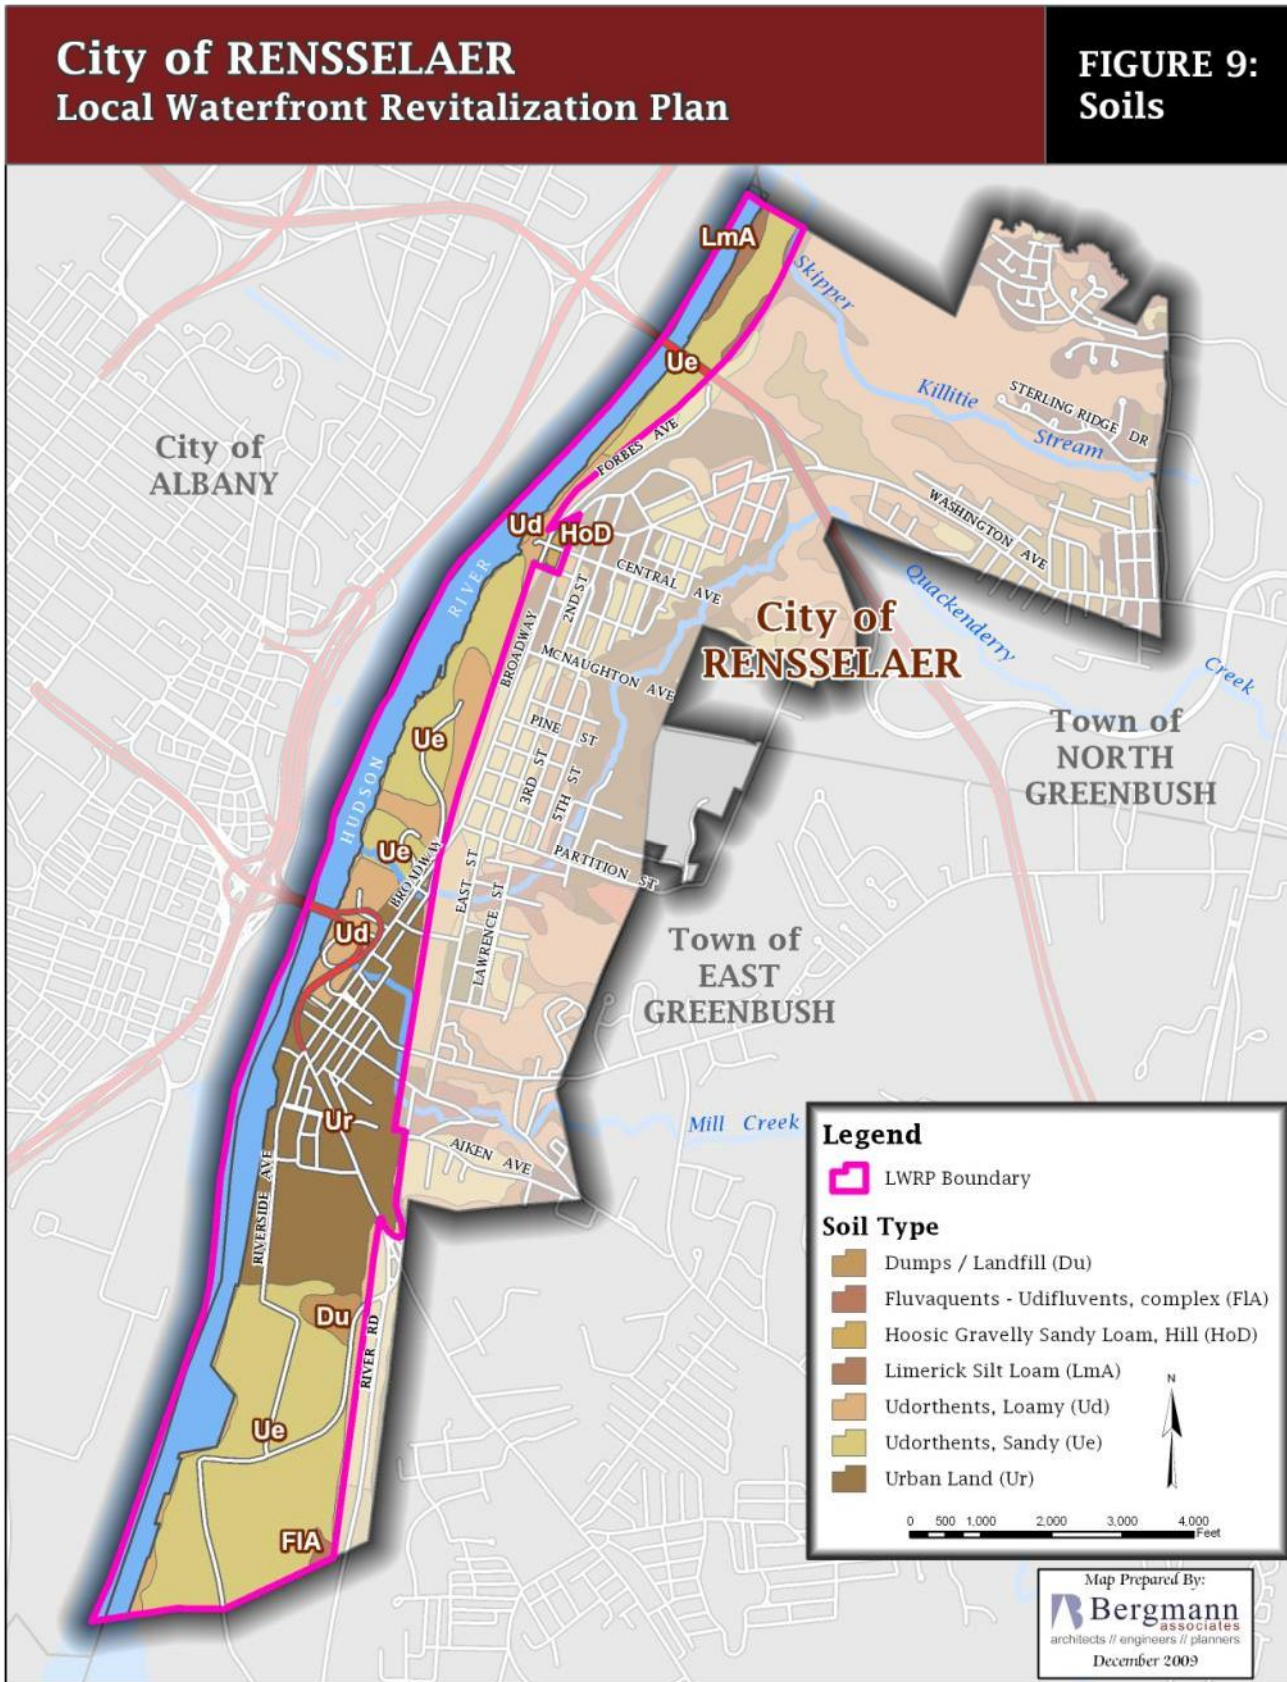 City of RENSSELAER
Local Waterfront Revitalization Plan
FIGURE 9:
Soils
LmA
Skipper
Ue
Killitie
STERLING RIDGE DR
Stream
City of
ALBANY
FORBES AVE
WASHINGTON AVE
Ud
HoD
RIVER
CENTRAL AVE
2ND ST
Quackenderry
City of
RENSSELAER
BROADWAY
MCNAUGHTON AVE
Creek
Town of
NORTH
GREENBUSH
PINE ST
Ue
3RD ST
5TH ST
HUDSON
Ue
BROADWAY
PARTITION ST
EAST ST
LAWRENCE ST
Ud
Town of
EAST
GREENBUSH
Ur
Mill Creek
AIKEN AVE
RIVERSIDE AVE
Du
RIVER RD
Ue
FlA
Legend
LWRP Boundary
Soil Type
Dumps / Landfill (Du)
Fluvaquents - Udifluvents, complex (FlA)
Hoosic Gravelly Sandy Loam, Hill (HoD)
Limerick Silt Loam (LmA)
Udorthents, Loamy (Ud)
Udorthents, Sandy (Ue)
Urban Land (Ur)
N
0 500 1,000 2,000 3,000 4,000
Feet
Map Prepared By:
Bergmann
associates
architects // engineers // planners
December 2009